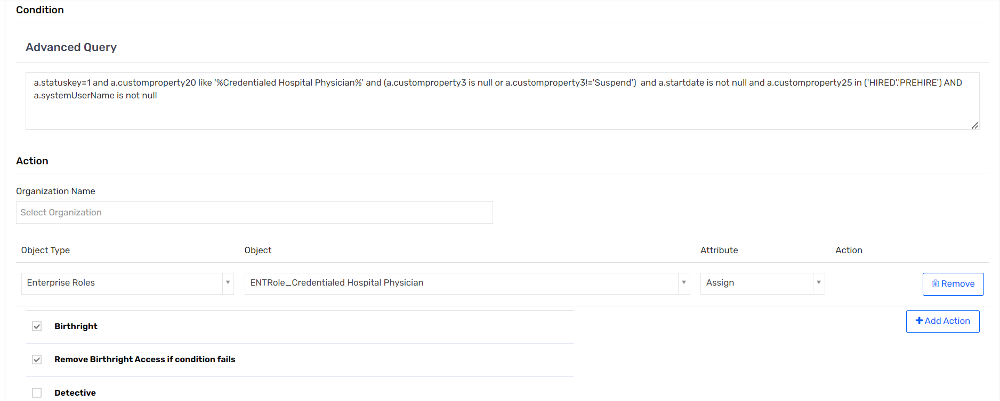 Condition
Advanced Query
a.statuskey=1 and a.customproperty20 like '%Credentialed Hospital Physician%' and (a.customproperty3 is null or a.customproperty3!='Suspend')  and a.startdate is not null and a.customproperty25 in ('HIRED','PREHIRE') AND
a.systemUserName is not null
Action
Organization Name
Select Organization
Object Type Object Attribute Action
Enterprise Roles ENTRole_Credentialed Hospital Physician Assign Remove
Birthright
Add Action
Remove Birthright Access if condition fails
Detective